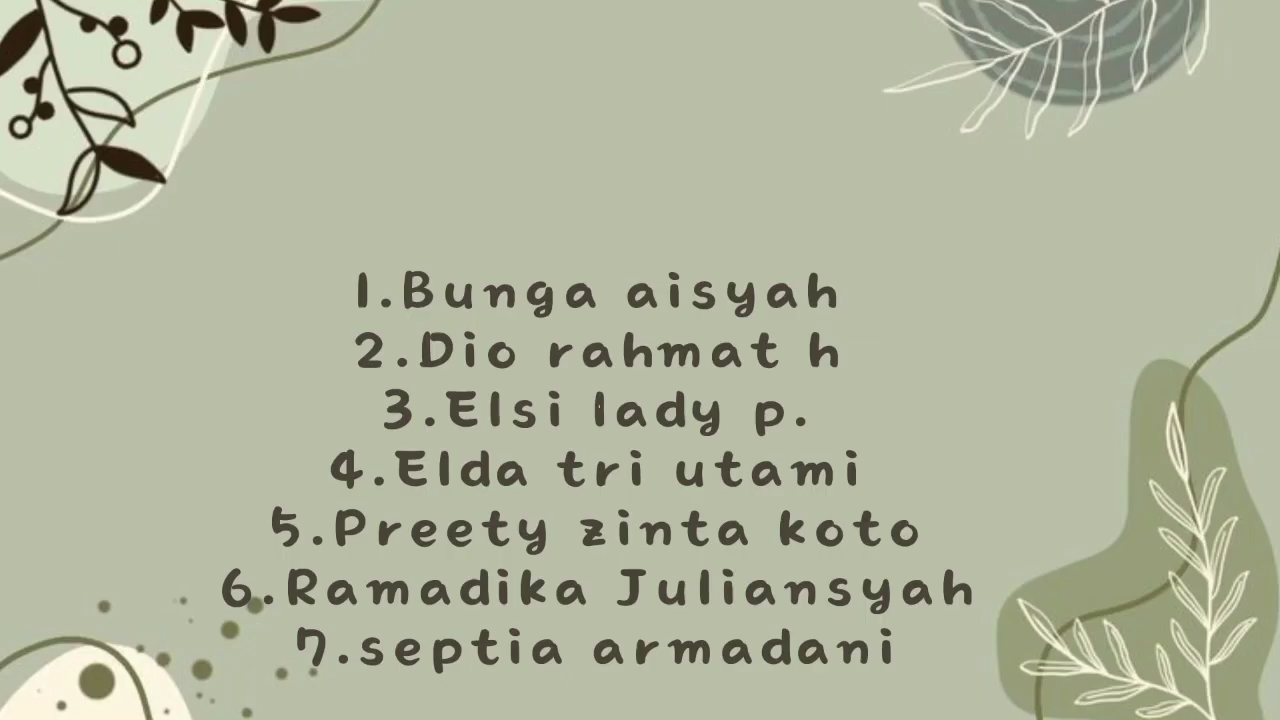 1.Bunga aisyah
2.Dio rahmat h
3.Elsi lady p.
4.Elda tri utami
5.Preety zinta koto
6.Ramadika Juliansyah
7.septia armadani